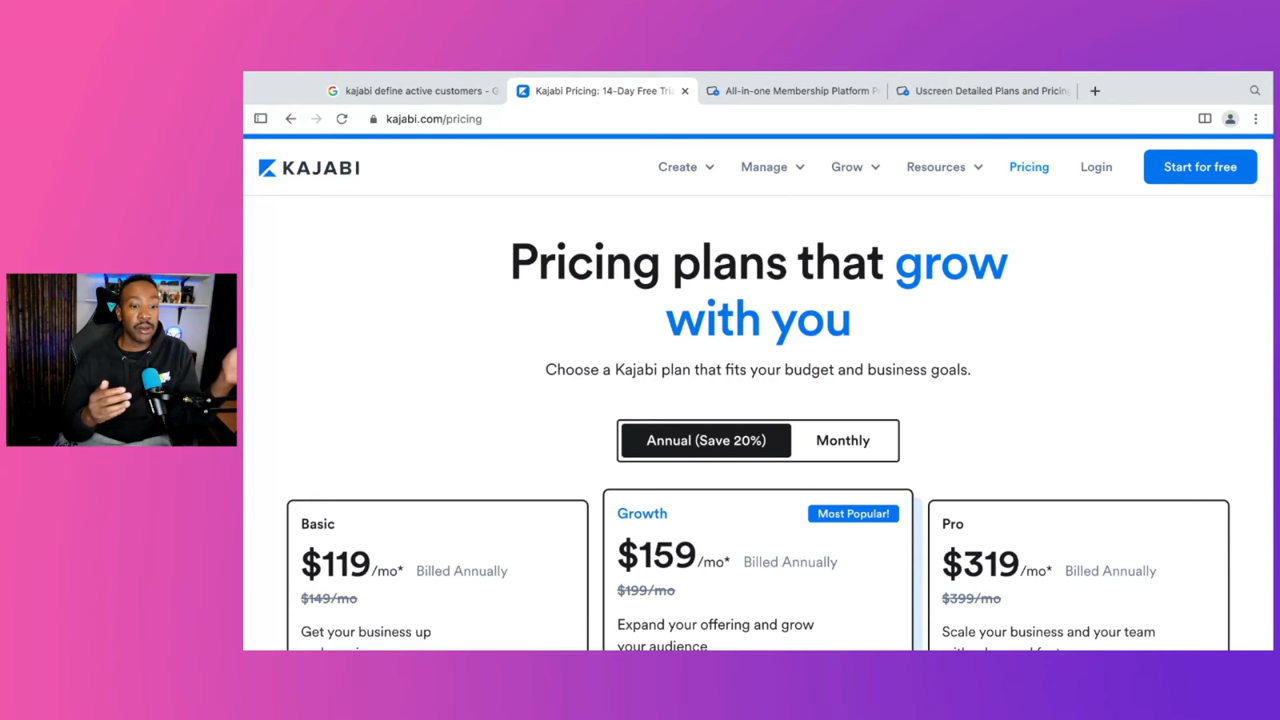 kajabi define active customers - G
Kajabi Pricing: 14-Day Free Tria
All-in-one Membership Platform P
Uscreen Detailed Plans and Pricing
kajabi.com/pricing
KAJABI
Create
Manage
Grow
Resources
Pricing
Login
Start for free
Pricing plans that grow
with you
Choose a Kajabi plan that fits your budget and business goals.
Annual (Save 20%)
Monthly
Basic
$119/mo* Billed Annually
$149/mo
Get your business up
Growth
Most Popular!
$159/mo* Billed Annually
$199/mo
Expand your offering and grow
your audience
Pro
$319/mo* Billed Annually
$399/mo
Scale your business and your team